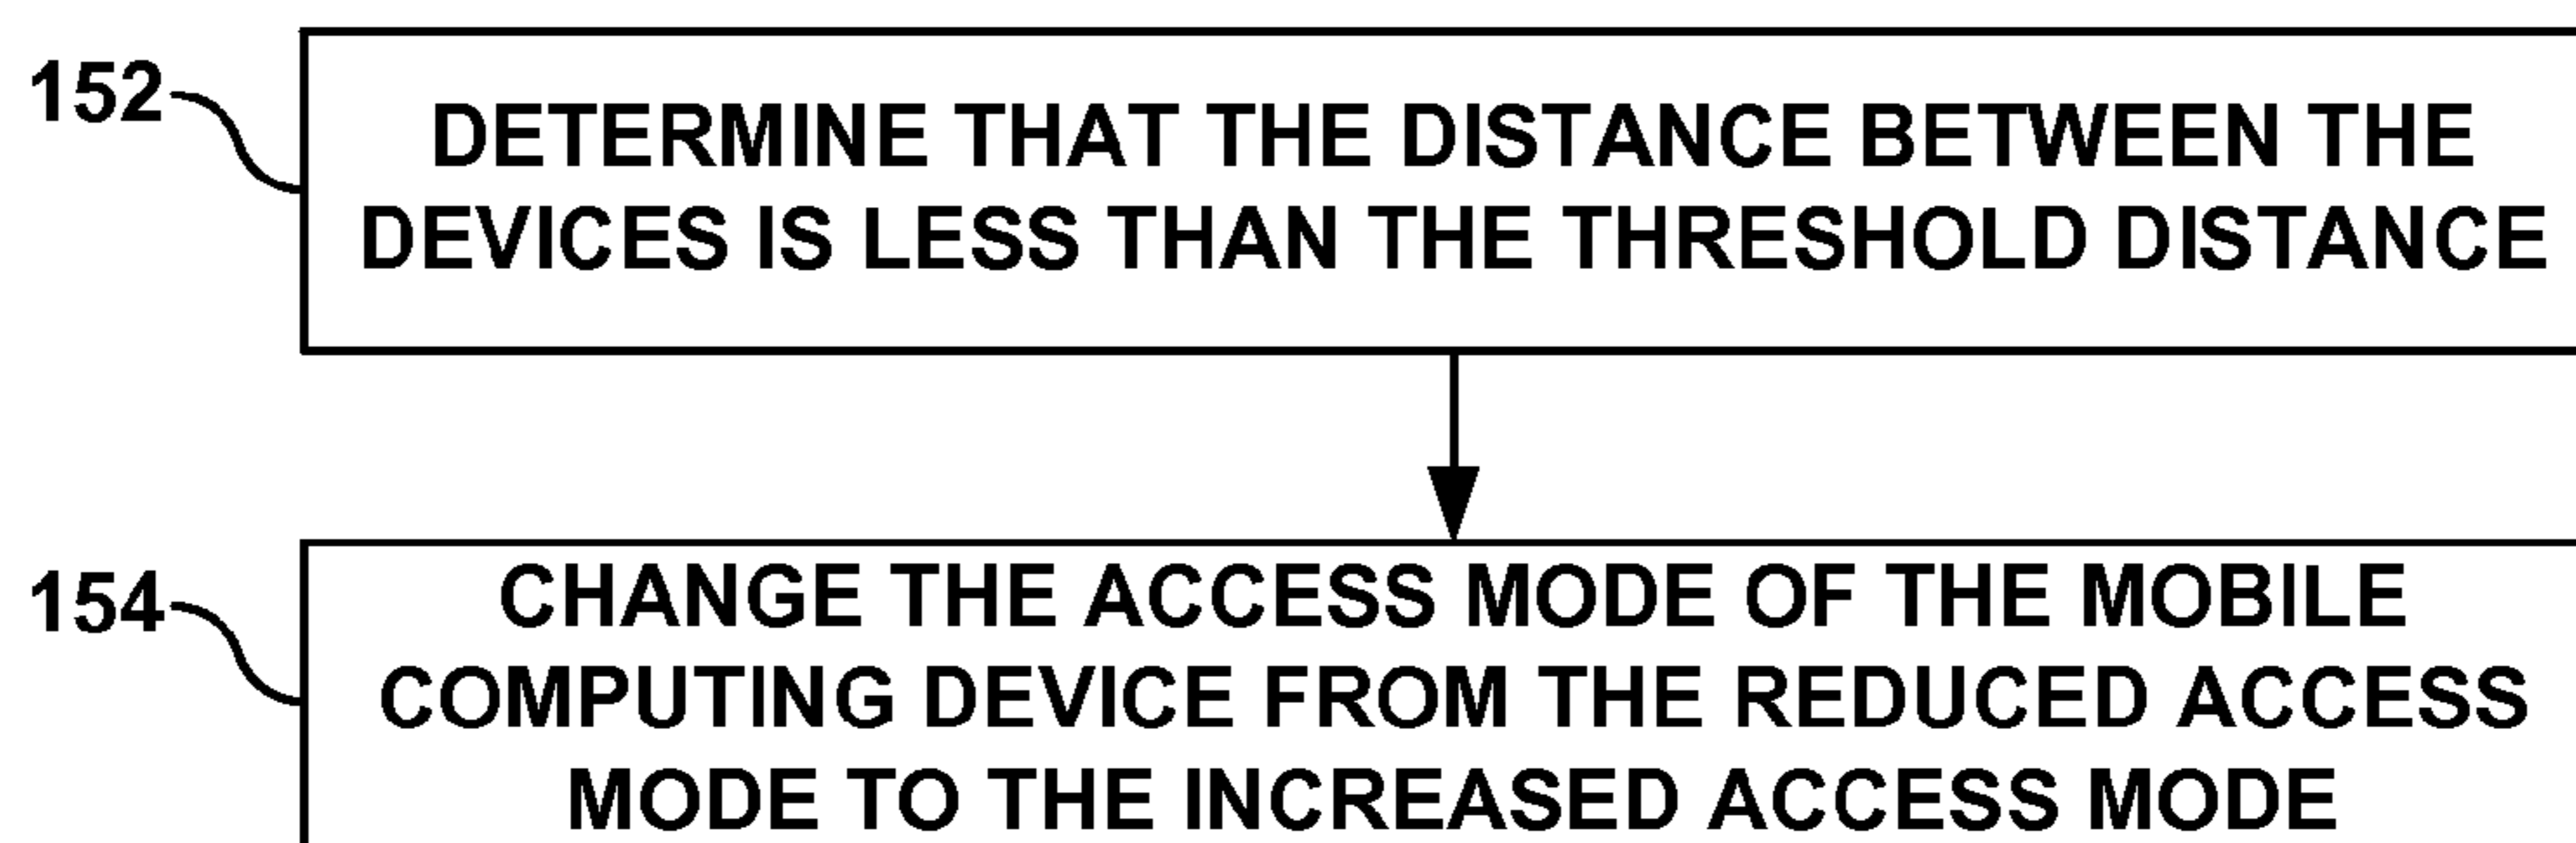 152
DETERMINE THAT THE DISTANCE BETWEEN THE
DEVICES IS LESS THAN THE THRESHOLD DISTANCE
154
CHANGE THE ACCESS MODE OF THE MOBILE
COMPUTING DEVICE FROM THE REDUCED ACCESS
MODE TO THE INCREASED ACCESS MODE